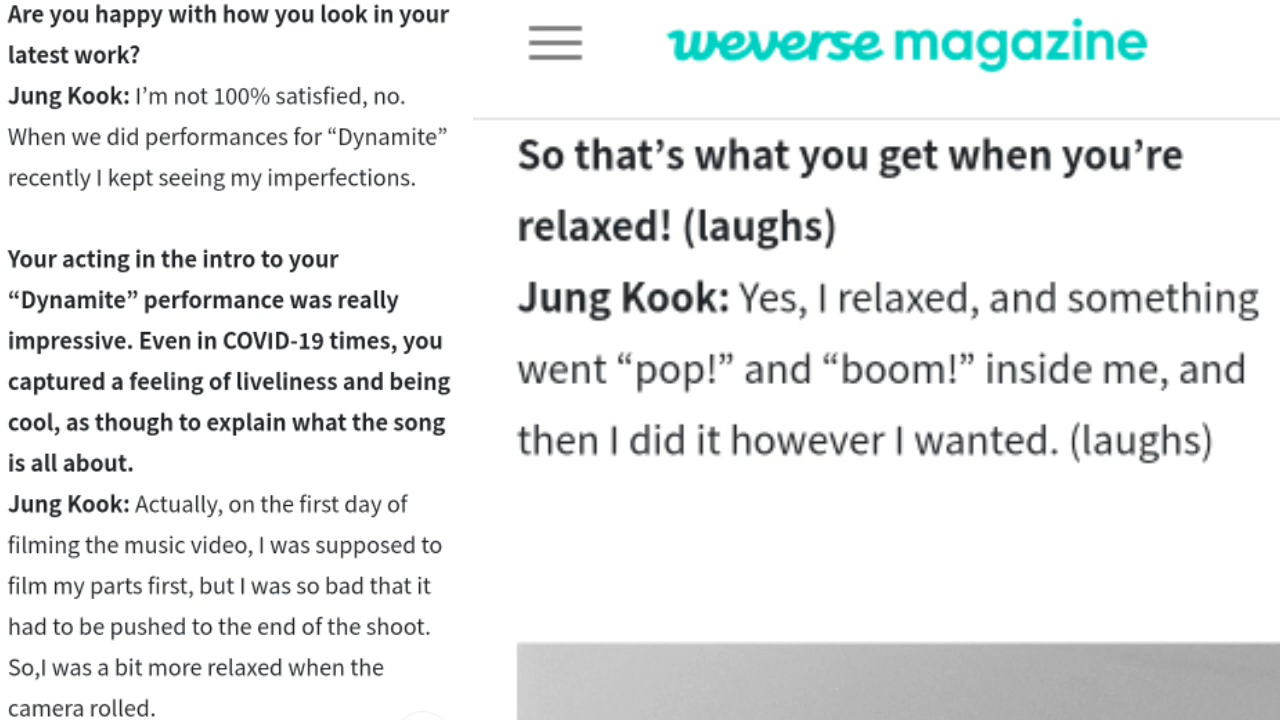 Are you happy with how you look in your
latest work?
Jung Kook: I’m not 100% satisfied, no.
When we did performances for “Dynamite”
recently I kept seeing my imperfections.
Your acting in the intro to your
“Dynamite” performance was really
impressive. Even in COVID-19 times, you
captured a feeling of liveliness and being
cool, as though to explain what the song
is all about.
Jung Kook: Actually, on the first day of
filming the music video, I was supposed to
film my parts first, but I was so bad that it
had to be pushed to the end of the shoot.
So,I was a bit more relaxed when the
camera rolled.
weverse magazine
So that’s what you get when you’re
relaxed! (laughs)
Jung Kook: Yes, I relaxed, and something
went “pop!” and “boom!” inside me, and
then I did it however I wanted. (laughs)